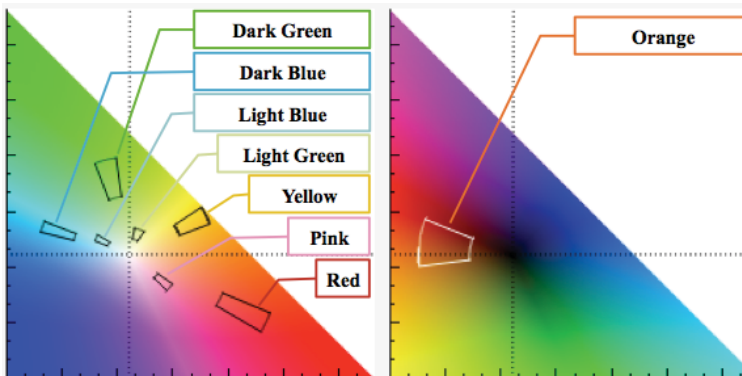 Dark Green
Dark Blue
Light Blue
Light Green
Yellow
Pink
Red
Orange